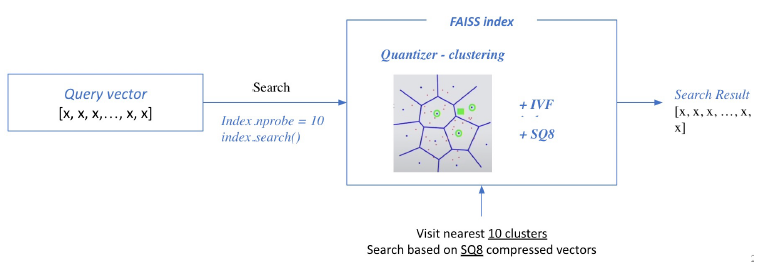 FAISS index
Quantizer - clustering
Query vector
[x, x, x,..., x, x]
Search
Index.nprobe = 10
index.search()
+ IVF
+ SQ8
Search Result
[x, x, x, ..., x,
x]
Visit nearest 10 clusters
Search based on SQ8 compressed vectors